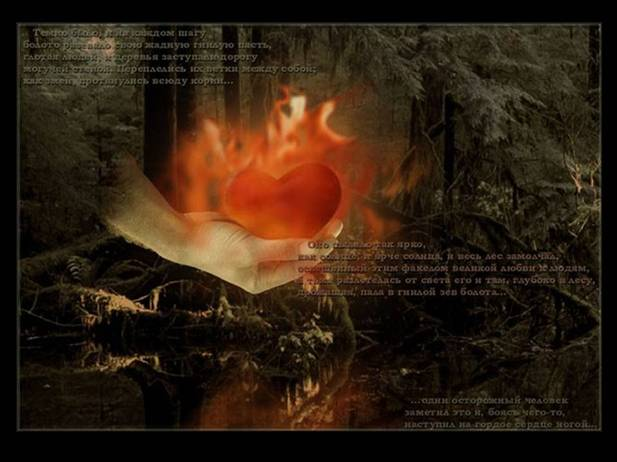 Темно было, и на каждом шагу
болото разевало свою жадную гнилую пасть,
глотая людей, и деревья заступали дорогу
могучей стеной. Переплелись их ветки между собой;
как змеи, протянулись всюду корни...
Оно пылало так ярко,
как солнце, и ярче солнца, и весь лес замолчал,
освещённый этим факелом великой любви к людям,
а тьма разлетелась от света его и там, глубоко в лесу,
дрожащая, пала в гнилой зев болота...
...один осторожный человек
заметил это и, боясь чего-то,
наступил на гордое сердце ногой...